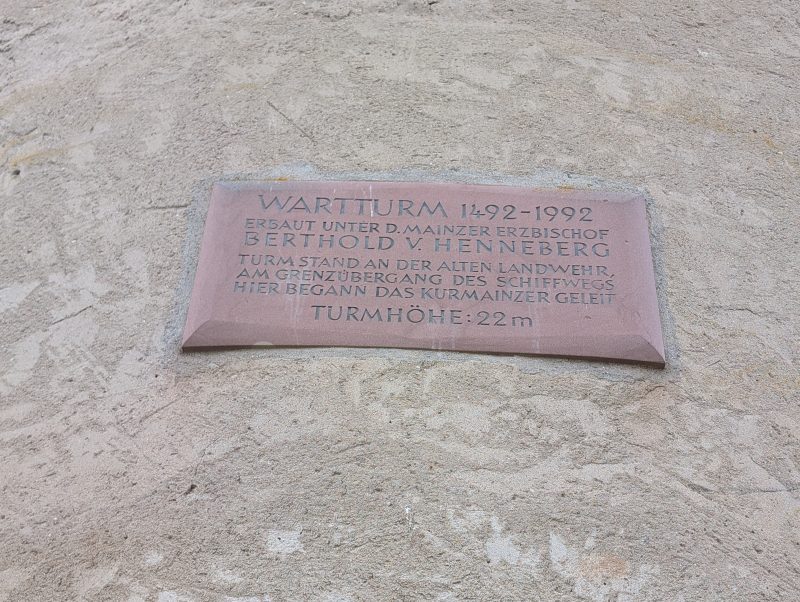 WARTTURM 1492-1992
ERBAUT UNTER D. MAINZER ERZBISCHOF
BERTHOLD V. HENNEBERG
TURM STAND AN DER ALTEN LANDWEHR,
AM GRENZÜBERGANG DES SCHIFFWEGS
HIER BEGANN DAS KURMAINZER GELEIT
TURMHÖHE: 22 m